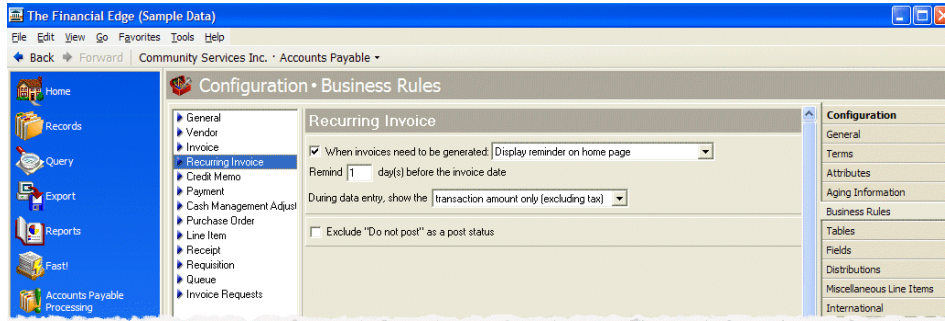 The Financial Edge (Sample Data)
File Edit View Go Favorites Tools Help
Back Forward Community Services Inc. · Accounts Payable
Home
Records
Query
Export
Reports
Fast!
Accounts Payable
Processing
Configuration · Business Rules
General
Vendor
Invoice
Recurring Invoice
Credit Memo
Payment
Cash Management Adjust
Purchase Order
Line Item
Receipt
Requisition
Queue
Invoice Requests
Recurring Invoice
When invoices need to be generated: Display reminder on home page
Remind 1 day(s) before the invoice date
During data entry, show the transaction amount only (excluding tax)
Exclude "Do not post" as a post status
Configuration
General
Terms
Attributes
Aging Information
Business Rules
Tables
Fields
Distributions
Miscellaneous Line Items
International